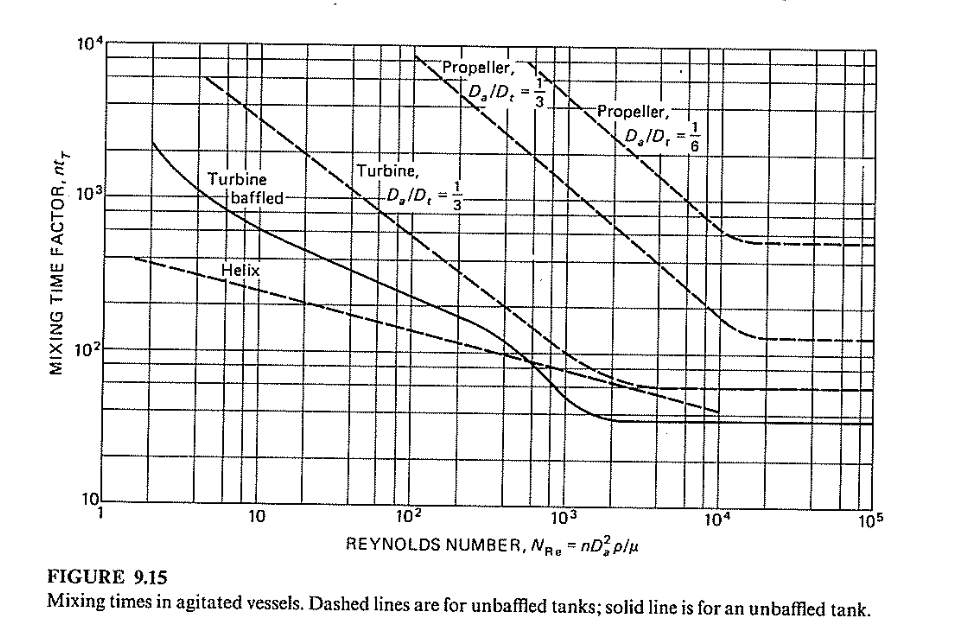 10⁴
Propeller,
Dₐ/Dₜ = 1/3
Propeller,
Dₐ/Dₜ = 1/6
Turbine
baffled
Turbine,
Dₐ/Dₜ = 1/3
10³
Helix
10²
10
MIXING TIME FACTOR, ntT
1 10 10² 10³ 10⁴ 10⁵
REYNOLDS NUMBER, NRe = nDₐ²ρ/μ
FIGURE 9.15
Mixing times in agitated vessels. Dashed lines are for unbaffled tanks; solid line is for an unbaffled tank.